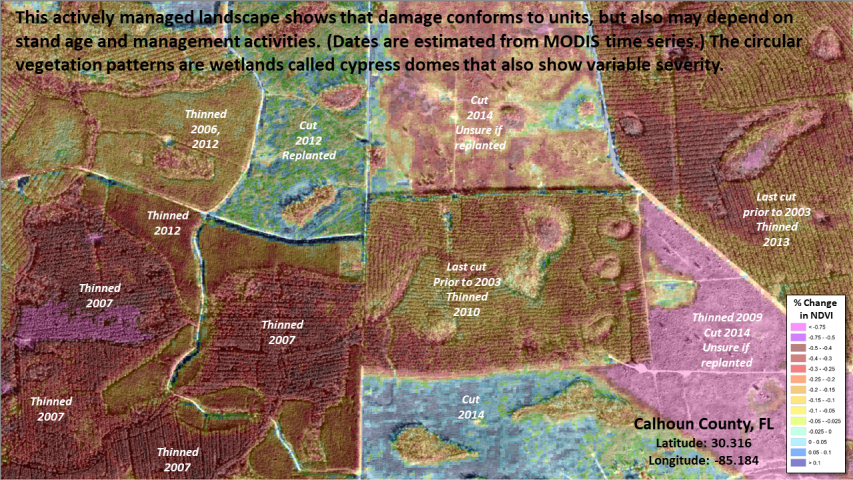 This actively managed landscape shows that damage conforms to units, but also may depend on
stand age and management activities. (Dates are estimated from MODIS time series.) The circular
vegetation patterns are wetlands called cypress domes that also show variable severity.
Thinned
2006,
2012
Cut
2012
Replanted
Cut
2014
Unsure if
replanted
Last cut
prior to 2003
Thinned
2013
Thinned
2012
Thinned
2007
Last cut
Prior to 2003
Thinned
2010
Thinned
2007
Thinned 2009
Cut 2014
Unsure if
replanted
Thinned
2007
Cut
2014
Thinned
2007
Calhoun County, FL
Latitude: 30.316
Longitude: -85.184
% Change
in NDVI
< -0.75
-0.75 - -0.5
-0.5 - -0.4
-0.4 - -0.3
-0.3 - -0.25
-0.25 - -0.2
-0.2 - -0.15
-0.15 - -0.1
-0.1 - -0.05
-0.05 - -0.025
-0.025 - 0
0 - 0.05
0.05 - 0.1
> 0.1